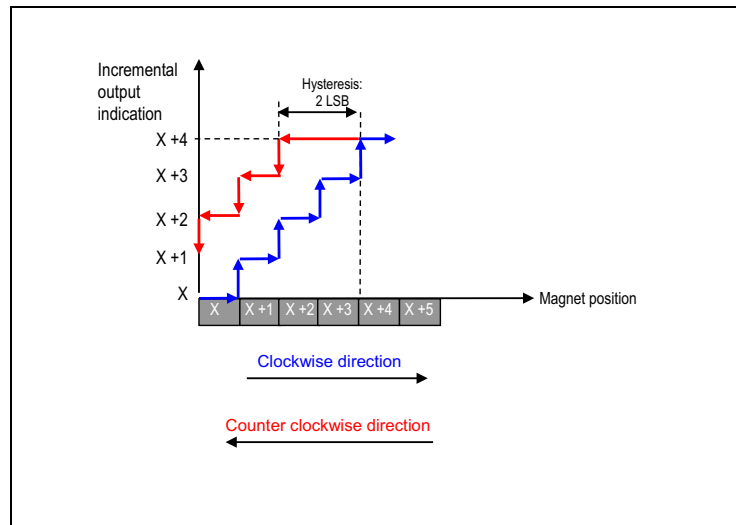 Incremental
output
indication
Hysteresis:
2 LSB
X +4
X +3
X +2
X +1
X
X X +1 X +2 X +3 X +4 X +5
Magnet position
Clockwise direction
Counter clockwise direction